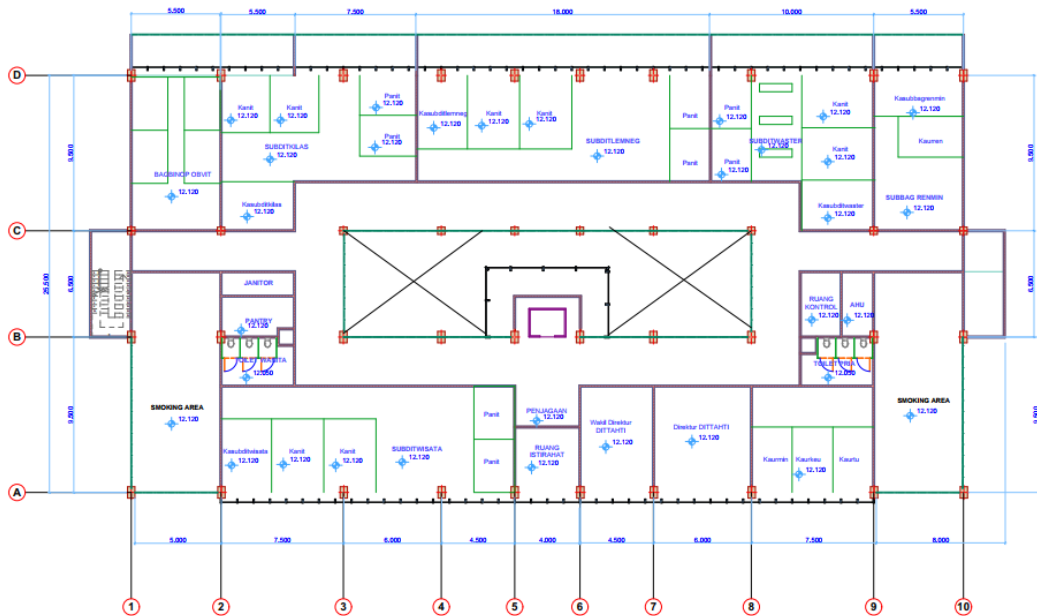 5.500
5.500
7.500
18.000
10.000
5.500
D
Panit
12.120
Kanit
12.120
Kanit
12.120
Kasubditlemneg
12.120
Kanit
12.120
Kanit
12.120
Panit
Panit
12.120
Kanit
12.120
Kasubbagrenmin
12.120
9.500
25.500
9.500
Panit
12.120
SUBDITKILAS
12.120
SUBDITLEMNEG
12.120
SUBDITWASTER
12.120
Kanit
12.120
Kaurren
BAGBINOP OBVIT
12.120
Panit
Panit
12.120
Kasubditkilas
12.120
Kasubditwaster
12.120
SUBBAG RENMIN
12.120
C
6.500
6.500
JANITOR
PANTRY
12.120
RUANG
KONTROL
AHU
B
TOILET WANITA
12.050
TOILET PRIA
12.050
9.500
9.500
SMOKING AREA
12.120
SMOKING AREA
12.120
Panit
PENJAGAAN
12.120
Wakil Direktur
DITTAHTI
12.120
Direktur DITTAHTI
12.120
Kasubditwisata
12.120
Kanit
12.120
Kanit
12.120
SUBDITWISATA
12.120
Panit
RUANG
ISTIRAHAT
12.120
Kaurmin
Kaurkeu
12.120
Kaurtu
A
5.000
7.500
6.000
4.500
4.000
4.500
6.000
7.500
8.000
1
2
3
4
5
6
7
8
9
10